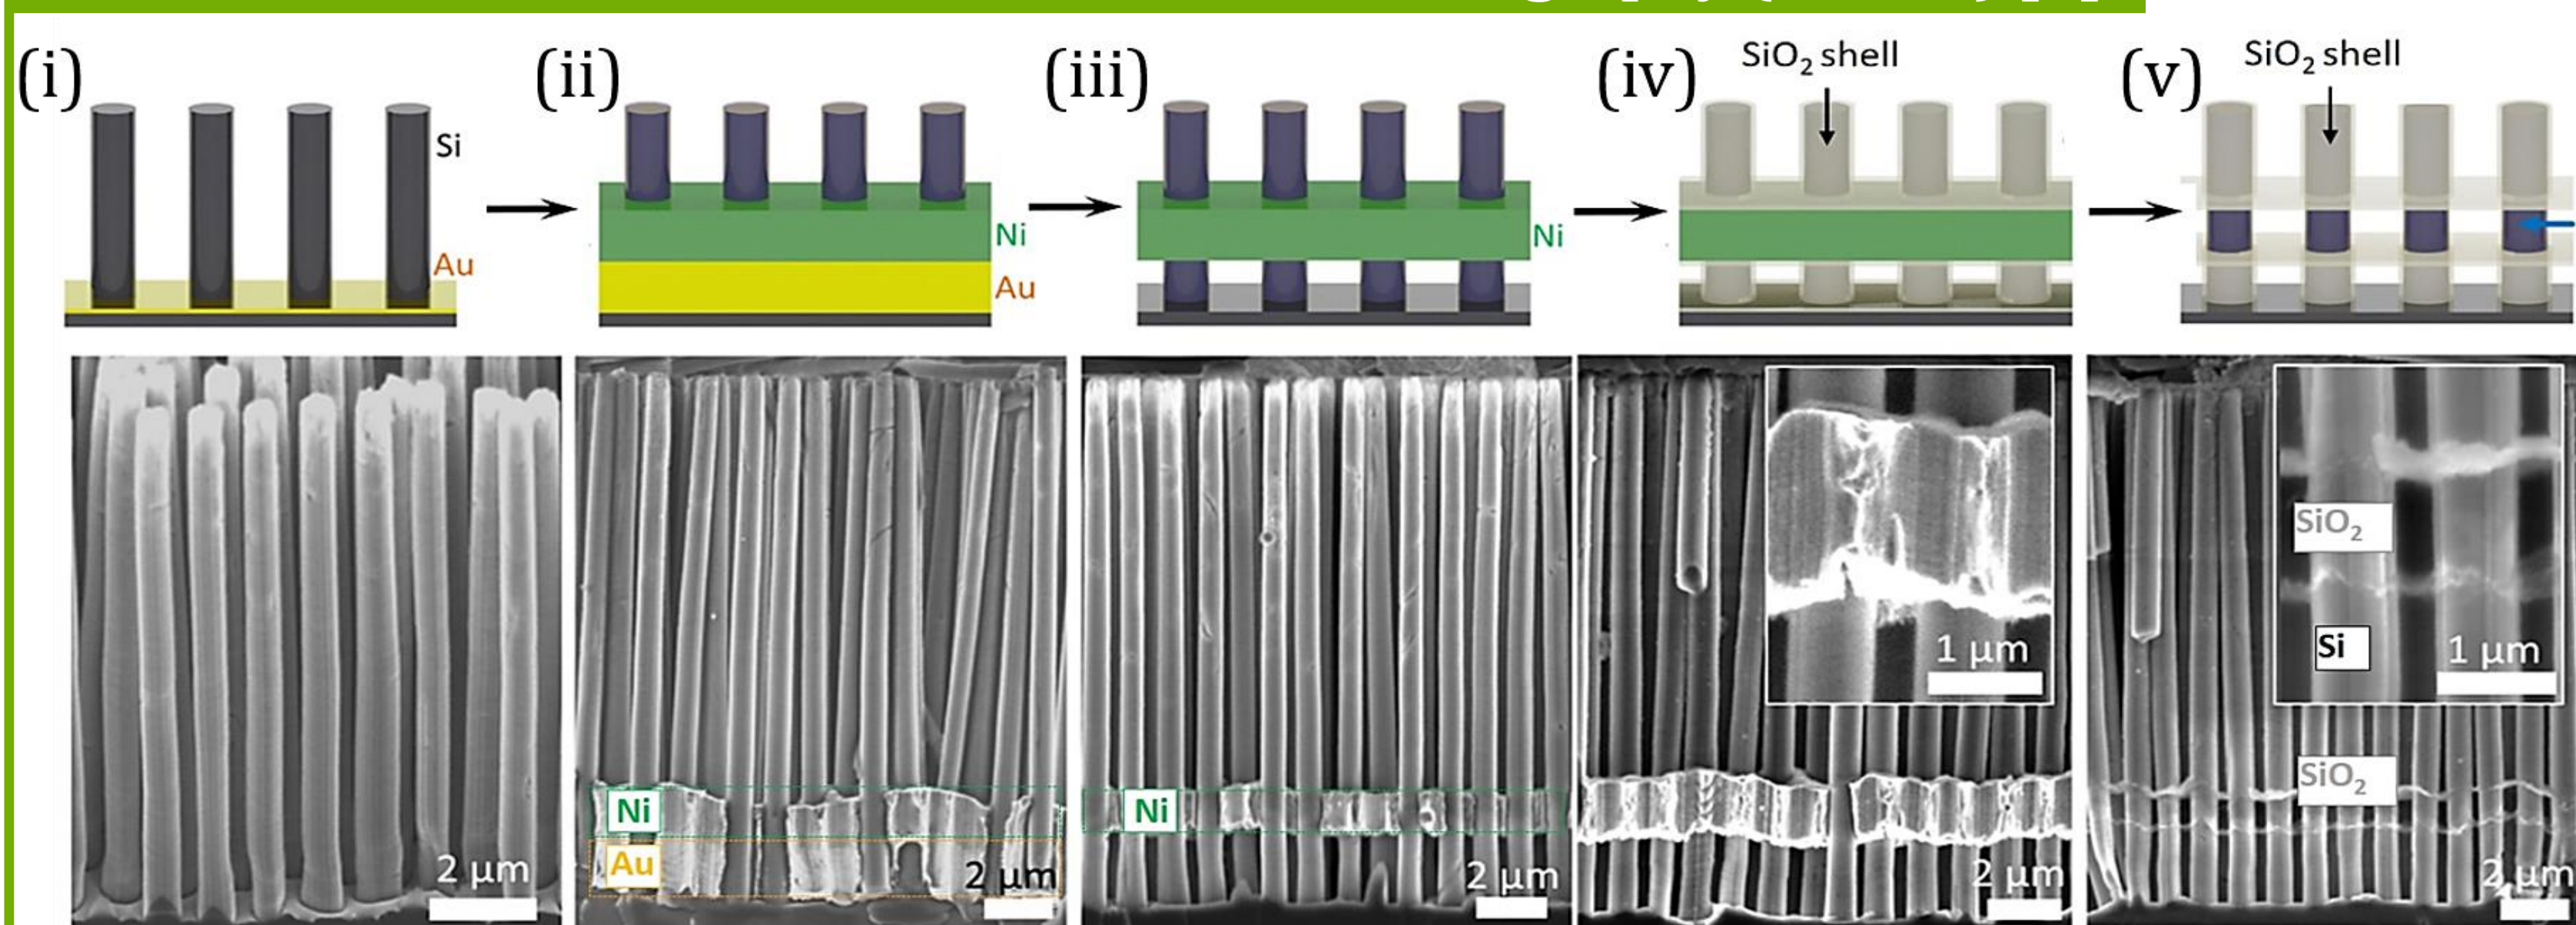 (i)
(ii)
(iii)
(iv)
(v)
SiO₂ shell
SiO₂ shell
Si
Au
Ni
Au
Ni
2 μm
Ni
Au
2 μm
Ni
2 μm
1 μm
2 μm
SiO₂
Si
1 μm
SiO₂
2 μm